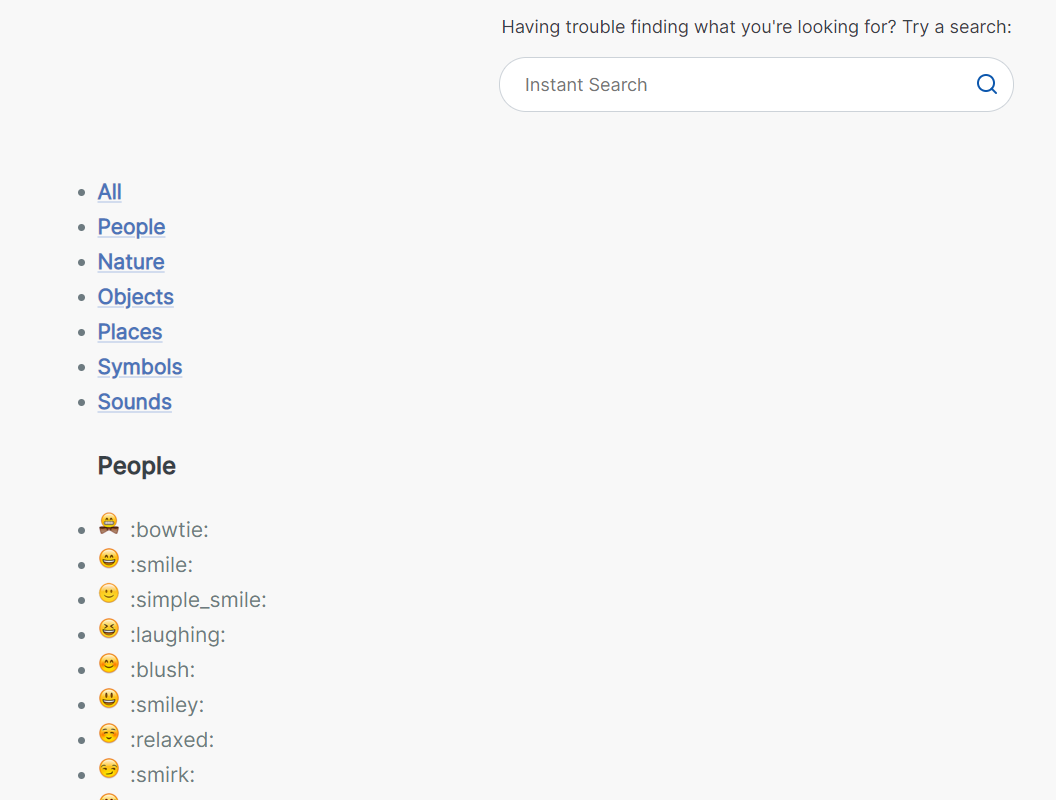 Having trouble finding what you're looking for? Try a search:
Instant Search
All
People
Nature
Objects
Places
Symbols
Sounds
People
:bowtie:
:smile:
:simple_smile:
:laughing:
:blush:
:smiley:
:relaxed:
:smirk: